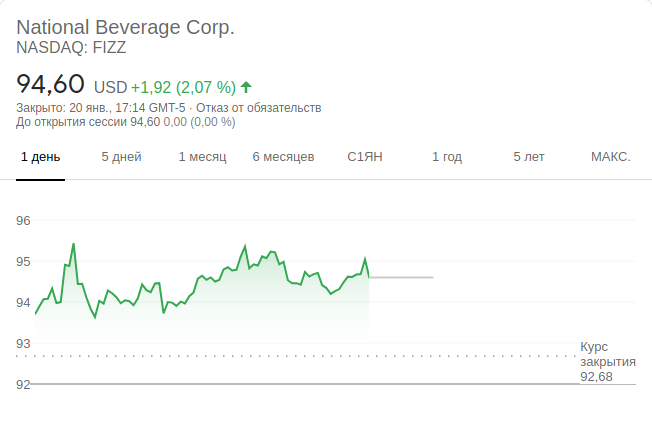 National Beverage Corp.
NASDAQ: FIZZ
94,60 USD +1,92 (2,07 %)
Закрыто: 20 янв., 17:14 GMT-5 · Отказ от обязательств
До открытия сессии 94,60 0,00 (0,00 %)
1 день 5 дней 1 месяц 6 месяцев С1ЯН 1 год 5 лет МАКС.
96
95
94
93
Курс
закрытия
92,68
92